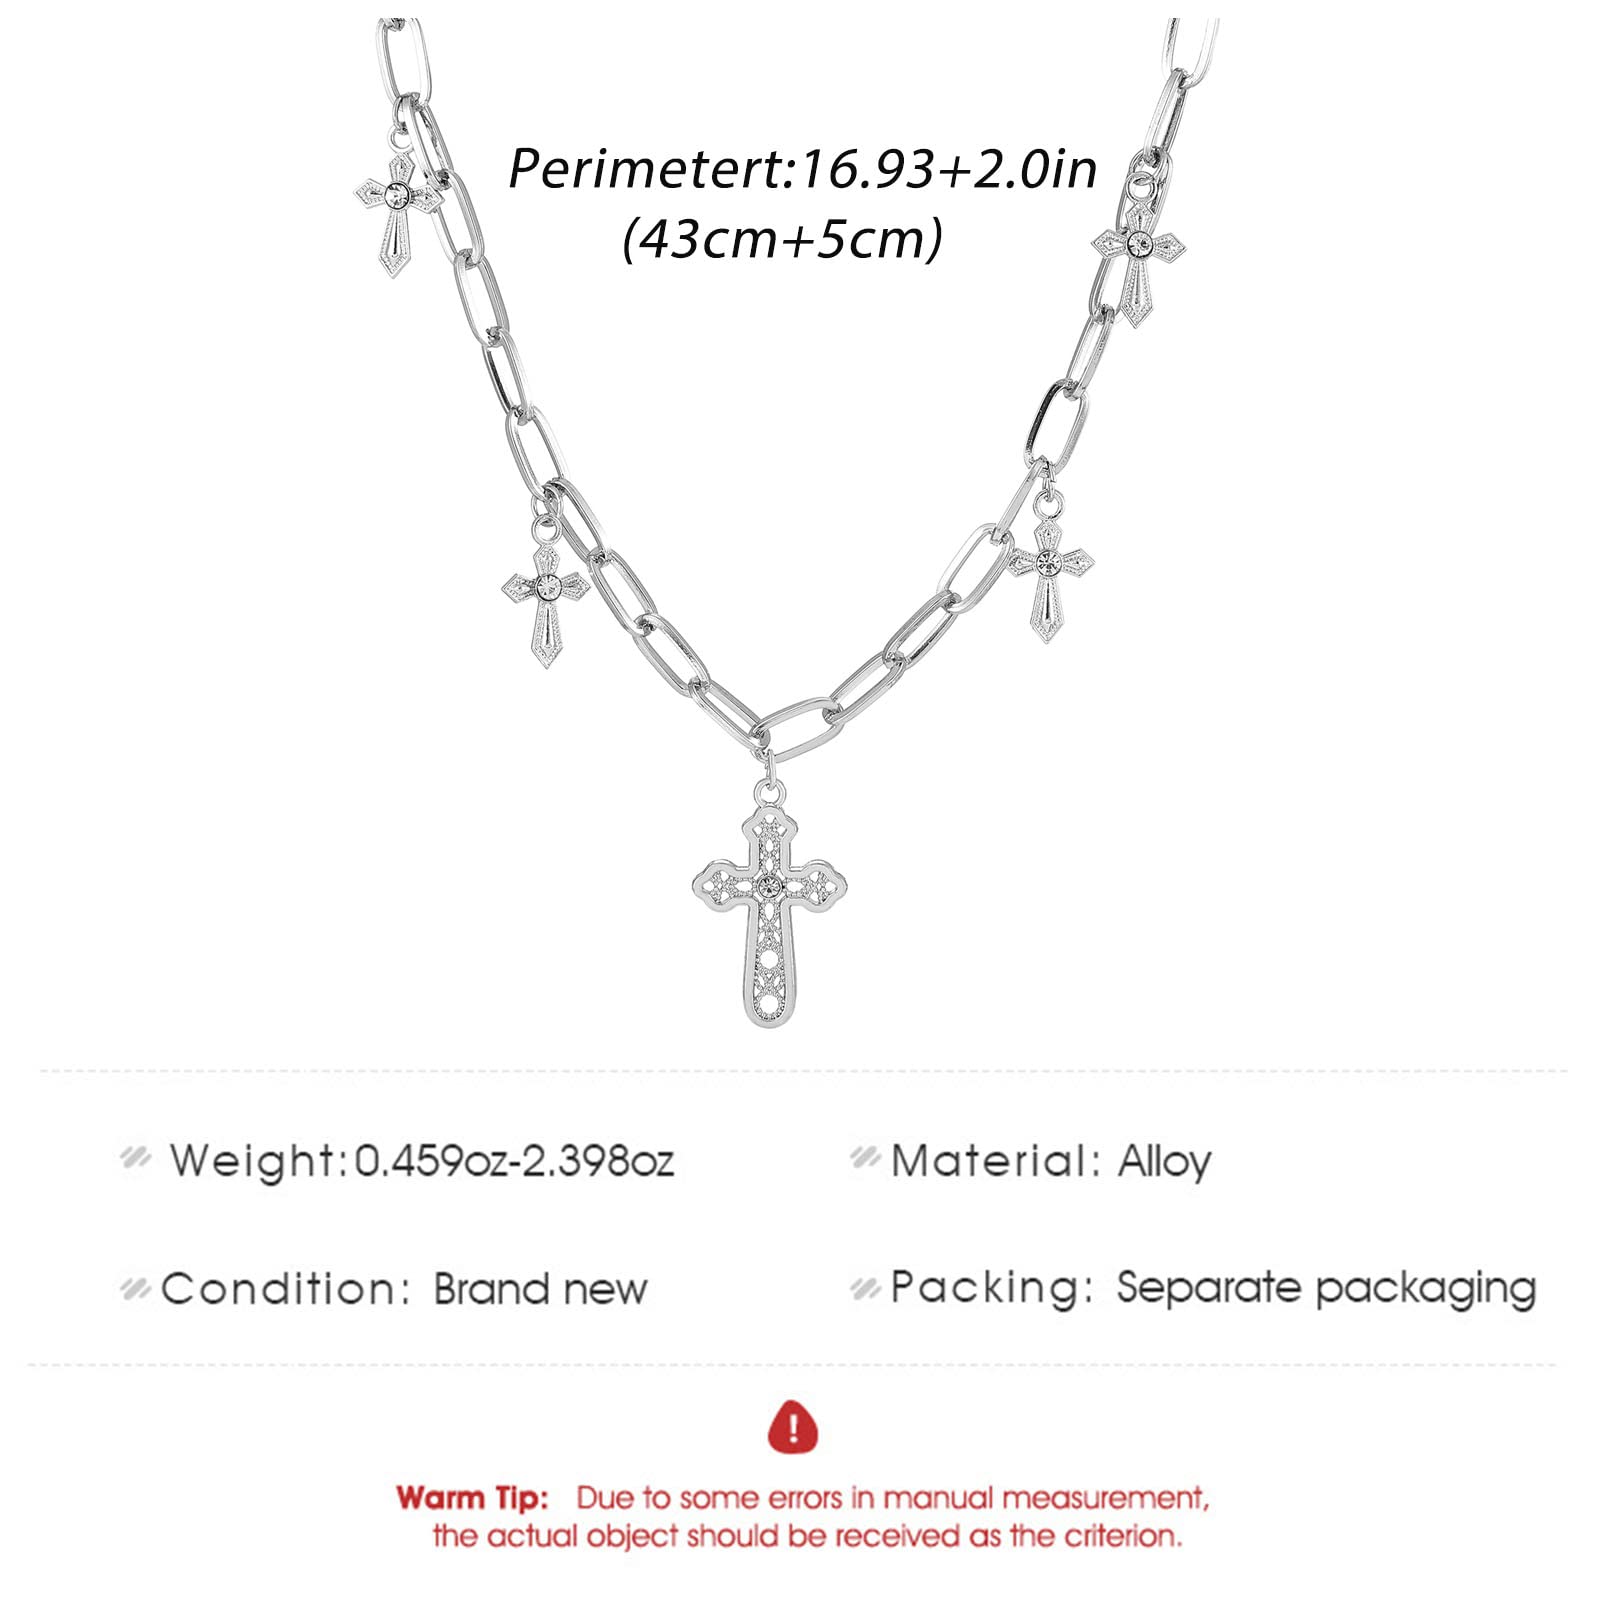 Perimetert:16.93+2.0in
(43cm+5cm)
Weight:0.459oz-2.398oz
Material: Alloy
Condition: Brand new
Packing: Separate packaging
!
Warm Tip: Due to some errors in manual measurement,
the actual object should be received as the criterion.